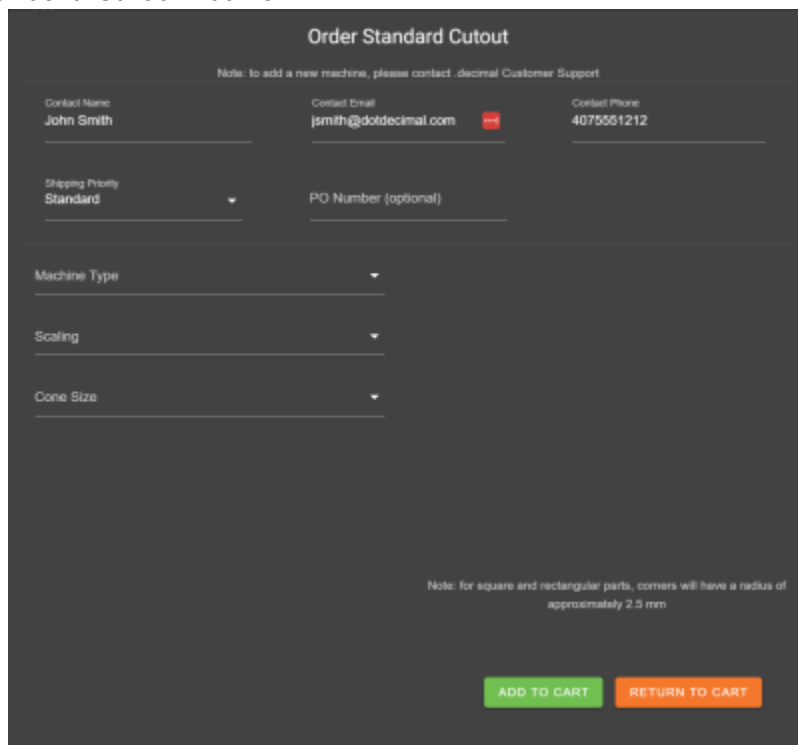 Order Standard Cutout
Note: to add a new machine, please contact .decimal Customer Support
Contact Name
John Smith
Contact Email
jsmith@dotdecimal.com
Contact Phone
4075551212
Shipping Priority
Standard
PO Number (optional)
Machine Type
Scaling
Cone Size
Note: for square and rectangular parts, corners will have a radius of
approximately 2.5 mm
ADD TO CART
RETURN TO CART